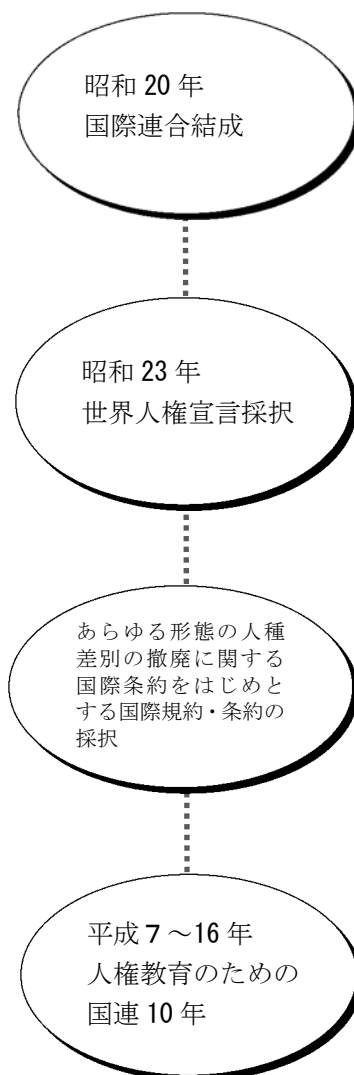 昭和 20 年
国際連合結成
昭和 23 年
世界人権宣言採択
あらゆる形態の人種
差別の撤廃に関する
国際条約をはじめと
する国際規約・条約の
採択
平成７～16 年
人権教育のための
国連 10 年